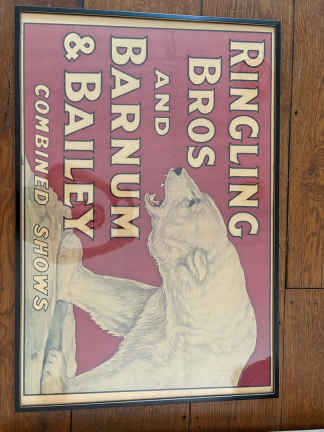 RINGLING
BROS
AND
BARNUM
& BAILEY
COMBINED SHOWS